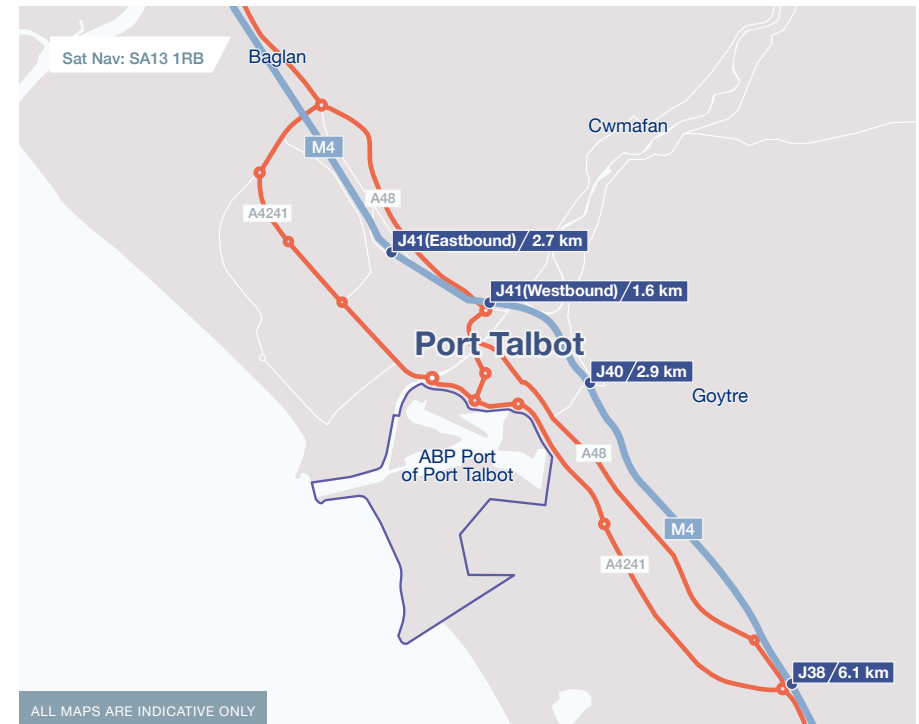 Sat Nav: SA13 1RB
Baglan
Cwmafan
M4
A48
A4241
J41(Eastbound)/2.7 km
J41(Westbound)/1.6 km
Port Talbot
J40/2.9 km
Goytre
ABP Port
of Port Talbot
A48
M4
A4241
J38/6.1 km
ALL MAPS ARE INDICATIVE ONLY